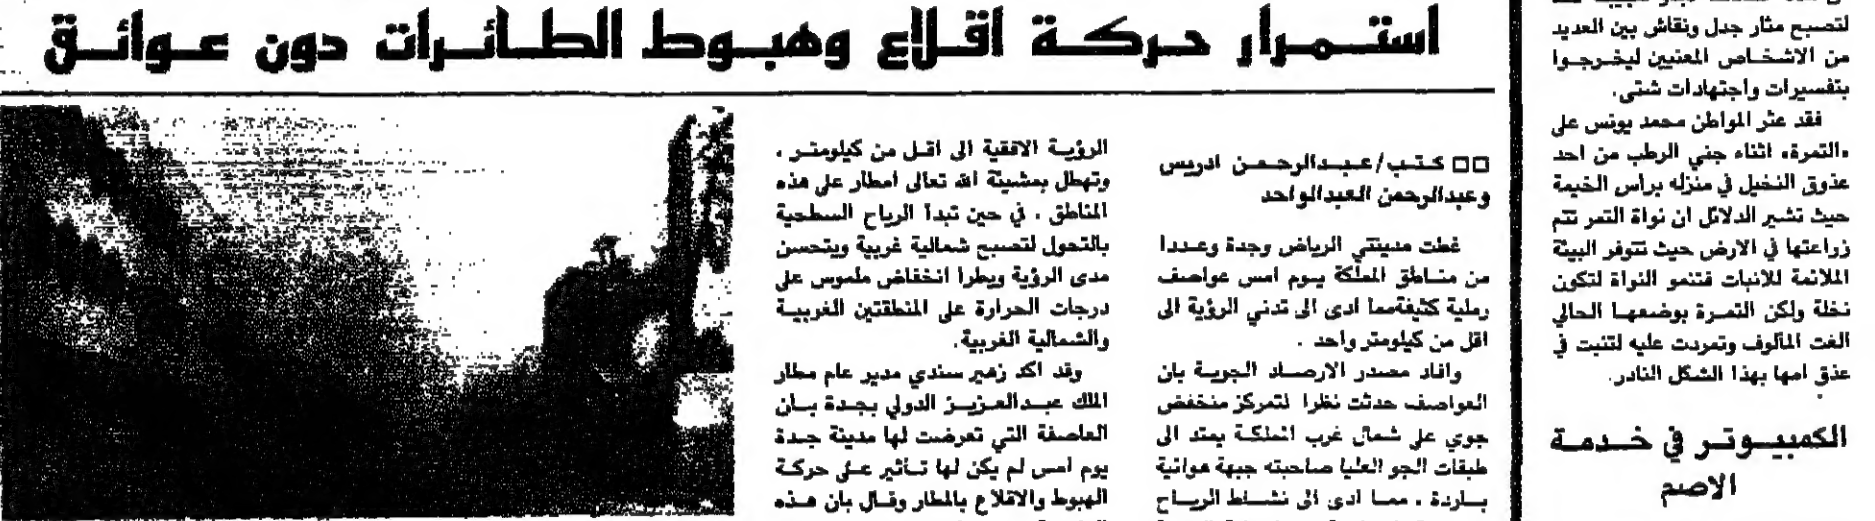 استمرار حركة اقلاع وهبوط الطائرات دون عوائق
□□ كتب/عبدالرحمن ادريس
وعبدالرحمن العبدالواحد
غطت مدينتي الرياض وجدة وعددا
من مناطق المملكة يوم امس عواصف
رملية كثيفةمما ادى الى تدني الرؤية الى
اقل من كيلومتر واحد .
وافاد مصدر الارصاد الجوية بان
العواصف حدثت نظرا لتمركز منخفض
جوي على شمال غرب المملكة يمتد الى
طبقات الجو العليا صاحبته جبهة هوائية
باردة ، مما ادى الى نشاط الرياح
الرؤية الافقية الى اقل من كيلومتر ،
وتهطل بمشيئة الله تعالى امطار على هذه
المناطق ، في حين تبدا الرياح السطحية
بالتحول لتصبح شمالية غربية ويتحسن
مدى الرؤية ويطرا انخفاض ملموس على
درجات الحرارة على المنطقتين الغربية
والشمالية الغربية.
وقد اكد زهير سندي مدير عام مطار
الملك عبدالعزيز الدولي بجدة بان
العاصفة التي تعرضت لها مدينة جدة
يوم امس لم يكن لها تاثير على حركة
الهبوط والاقلاع بالمطار وقال بان هذه
لتصبح مثار جدل ونقاش بين العديد
من الاشخاص المعنيين ليخرجوا
بتفسيرات واجتهادات شتى.
فقد عثر المواطن محمد يونس على
«التمرة» اثناء جني الرطب من احد
عذوق النخيل في منزله براس الخيمة
حيث تشير الدلائل ان نواة التمر تتم
زراعتها في الارض حيث تتوفر البيئة
الملائمة للانبات فتنمو النواة لتكون
نخلة ولكن التمرة بوضعهـا الحالي
الغت المألوف وتمردت عليه لتنبت في
عذق امها بهذا الشكل النادر.
الكمبيوتر في خدمة
الاصم